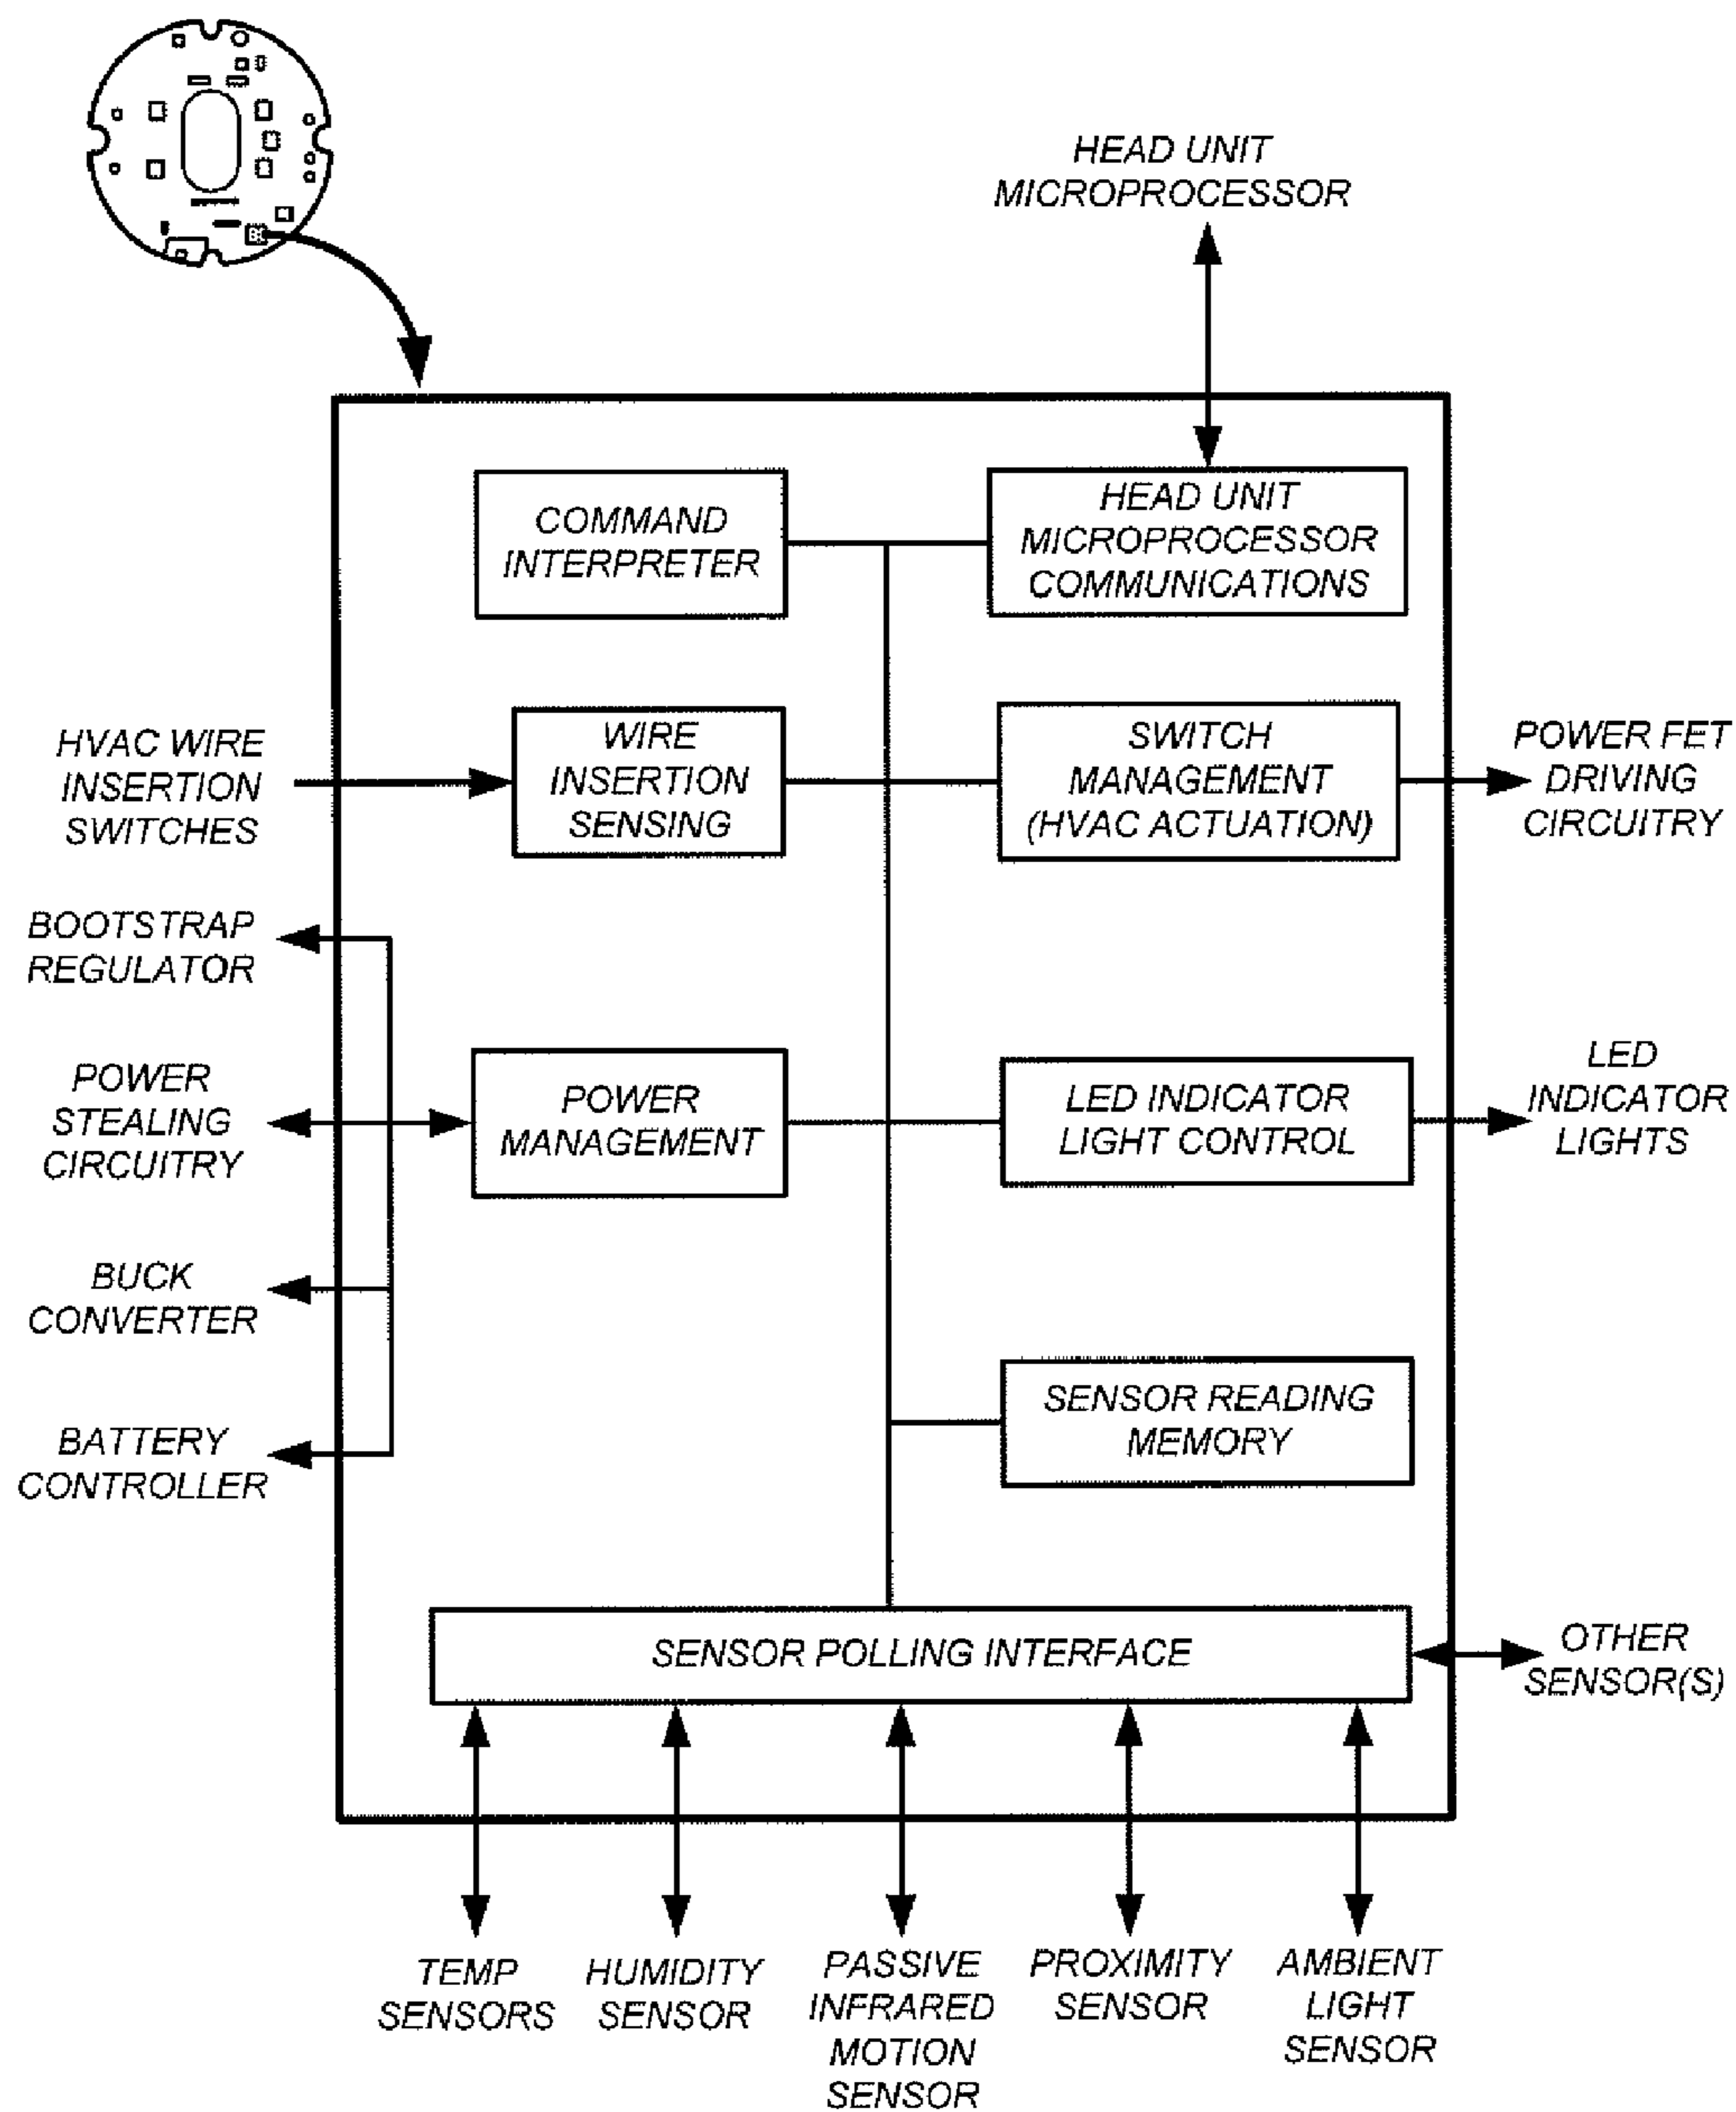 HEAD UNIT
MICROPROCESSOR
COMMAND
INTERPRETER
HEAD UNIT
MICROPROCESSOR
COMMUNICATIONS
HVAC WIRE
INSERTION
SWITCHES
WIRE
INSERTION
SENSING
SWITCH
MANAGEMENT
(HVAC ACTUATION)
POWER FET
DRIVING
CIRCUITRY
BOOTSTRAP
REGULATOR
POWER
STEALING
CIRCUITRY
POWER
MANAGEMENT
LED INDICATOR
LIGHT CONTROL
LED
INDICATOR
LIGHTS
BUCK
CONVERTER
SENSOR READING
MEMORY
BATTERY
CONTROLLER
SENSOR POLLING INTERFACE
OTHER
SENSOR(S)
TEMP
SENSORS
HUMIDITY
SENSOR
PASSIVE
INFRARED
MOTION
SENSOR
PROXIMITY
SENSOR
AMBIENT
LIGHT
SENSOR